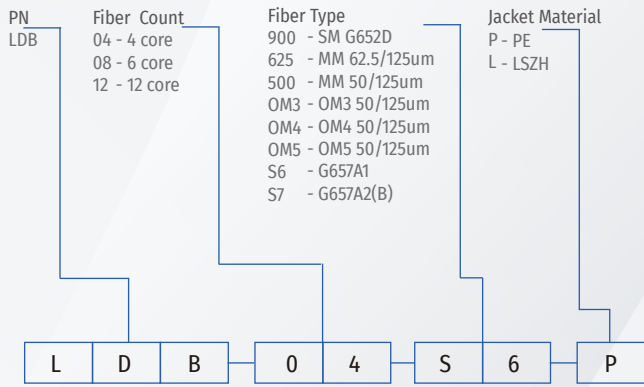 PN
LDB
Fiber Count
04 - 4 core
08 - 6 core
12 - 12 core
Fiber Type
900 - SM G652D
625 - MM 62.5/125um
500 - MM 50/125um
OM3 - OM3 50/125um
OM4 - OM4 50/125um
OM5 - OM5 50/125um
S6 - G657A1
S7 - G657A2(B)
Jacket Material
P - PE
L - LSZH
L D B - 0 4 - S 6 - P